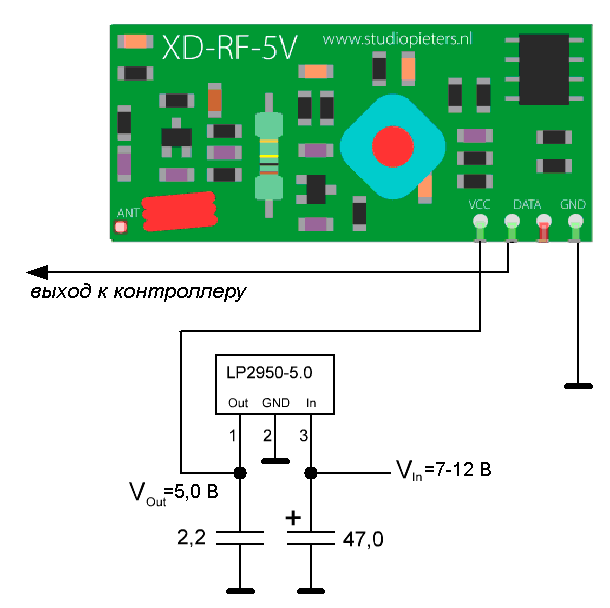 XD-RF-5V
www.studiopieters.nl
ANT
VCC DATA GND
выход к контроллеру
LP2950-5.0
Out GND In
1 2 3
VOut=5,0 В
VIn=7-12 В
2,2
+
47,0